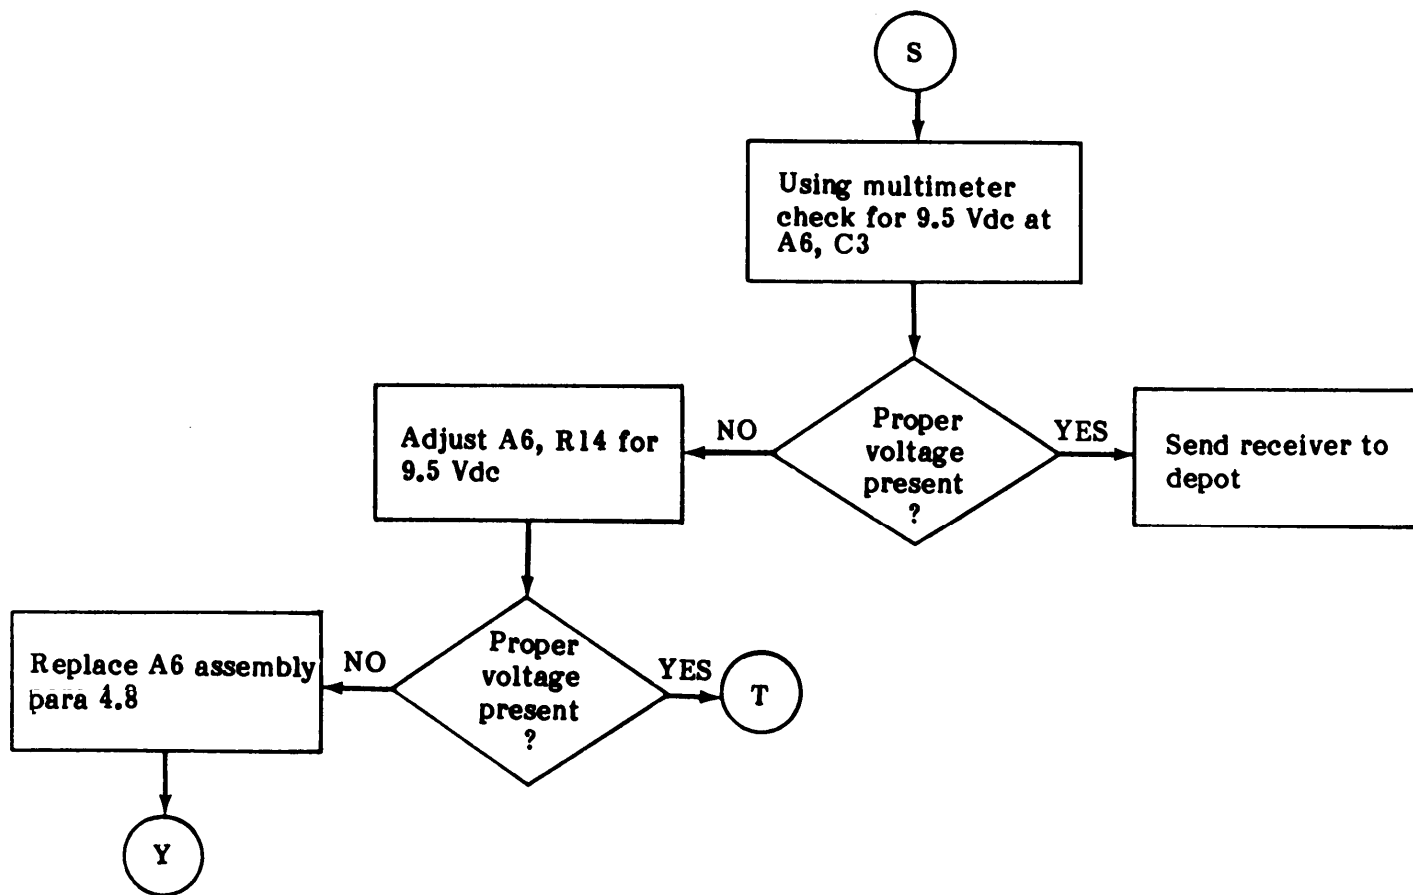 S
Using multimeter
check for 9.5 Vdc at
A6, C3
Proper
voltage
present
?
NO
YES
Adjust A6, R14 for
9.5 Vdc
Send receiver to
depot
Proper
voltage
present
?
NO
YES
Replace A6 assembly
para 4.8
T
Y